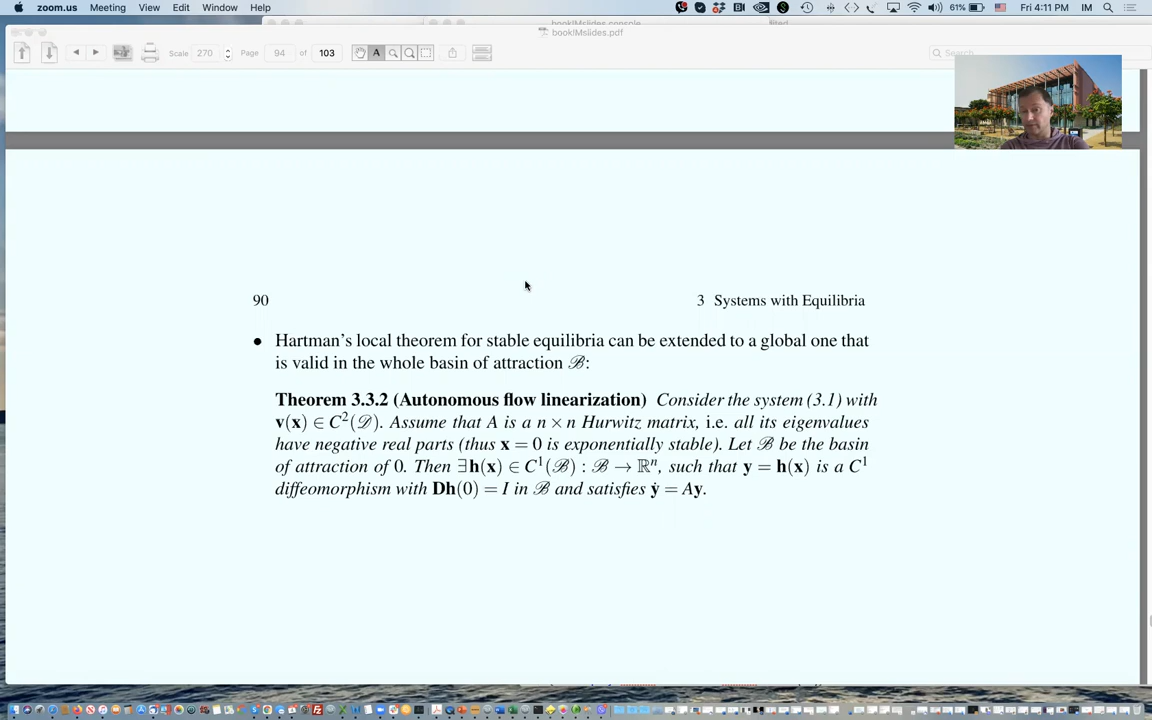 zoom.us Meeting View Edit Window Help 61% Fri 4:11 PM IM
book!Mslides.pdf
Scale 270 Page 94 of 103 Search
90 3 Systems with Equilibria
• Hartman's local theorem for stable equilibria can be extended to a global one that
is valid in the whole basin of attraction ℬ:
Theorem 3.3.2 (Autonomous flow linearization) Consider the system (3.1) with
v(x) ∈ C²(𝒟). Assume that A is a n × n Hurwitz matrix, i.e. all its eigenvalues
have negative real parts (thus x = 0 is exponentially stable). Let ℬ be the basin
of attraction of 0. Then ∃h(x) ∈ C¹(ℬ) : ℬ → ℝⁿ, such that y = h(x) is a C¹
diffeomorphism with Dh(0) = I in ℬ and satisfies ẏ = Ay.